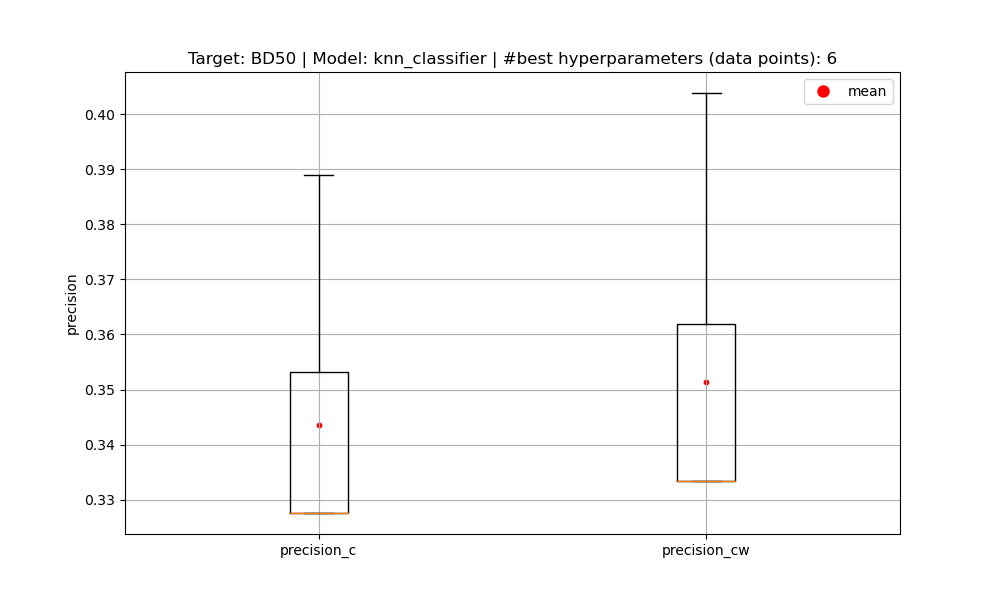 Target: BD50 | Model: knn_classifier | #best hyperparameters (data points): 6
mean
0.40
0.39
0.38
0.37
0.36
0.35
0.34
0.33
precision
precision_c
precision_cw